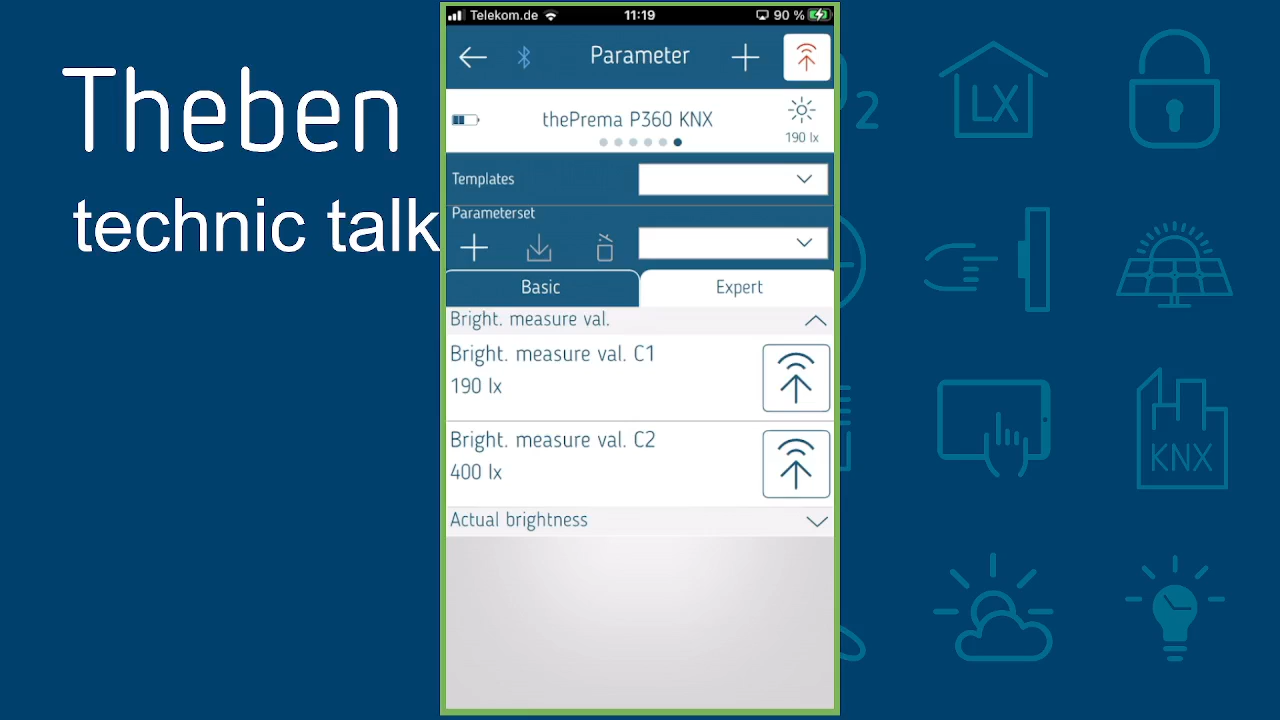 Theben
technic talk
Telekom.de
11:19
90 %
Parameter
thePrema P360 KNX
190 lx
Templates
Parameterset
Basic
Expert
Bright. measure val.
Bright. measure val. C1
190 lx
Bright. measure val. C2
400 lx
Actual brightness
2
LX
KNX